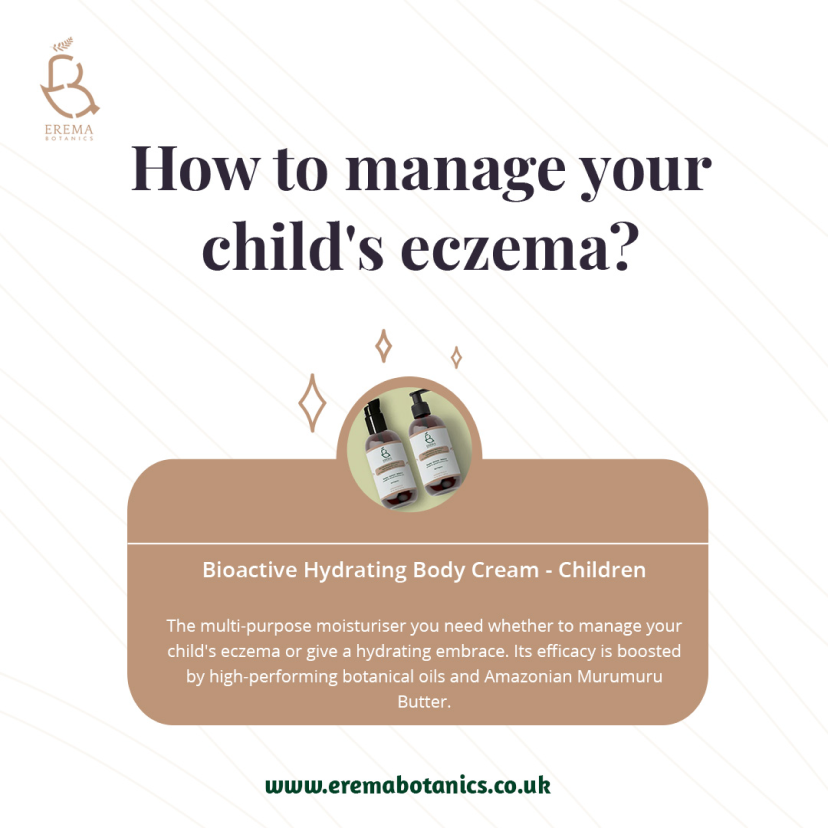 EREMA
BOTANICS
How to manage your
child's eczema?
EREMA
Bioactive Hydrating Body Cream - Children
The multi-purpose moisturiser you need whether to manage your
child's eczema or give a hydrating embrace. Its efficacy is boosted
by high-performing botanical oils and Amazonian Murumuru
Butter.
www.eremabotanics.co.uk